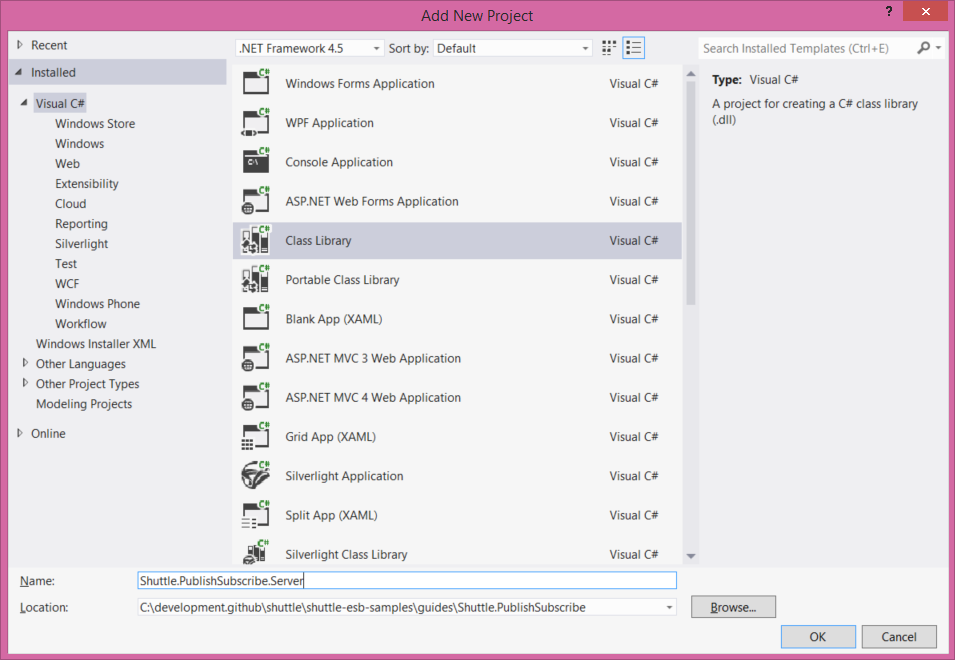 Add New Project
?
Recent
Installed
Visual C#
Windows Store
Windows
Web
Extensibility
Cloud
Reporting
Silverlight
Test
WCF
Windows Phone
Workflow
Windows Installer XML
Other Languages
Other Project Types
Modeling Projects
Online
.NET Framework 4.5 Sort by: Default
C# Windows Forms Application Visual C#
C# WPF Application Visual C#
C# C:\ Console Application Visual C#
C# ASP.NET Web Forms Application Visual C#
C# Class Library Visual C#
C# Portable Class Library Visual C#
C# Blank App (XAML) Visual C#
C# ASP.NET MVC 3 Web Application Visual C#
C# ASP.NET MVC 4 Web Application Visual C#
C# Grid App (XAML) Visual C#
C# Silverlight Application Visual C#
C# Split App (XAML) Visual C#
C# Silverlight Class Library Visual C#
Search Installed Templates (Ctrl+E)
Type: Visual C#
A project for creating a C# class library
(.dll)
Name: Shuttle.PublishSubscribe.Server
Location: C:\development.github\shuttle\shuttle-esb-samples\guides\Shuttle.PublishSubscribe
Browse...
OK Cancel